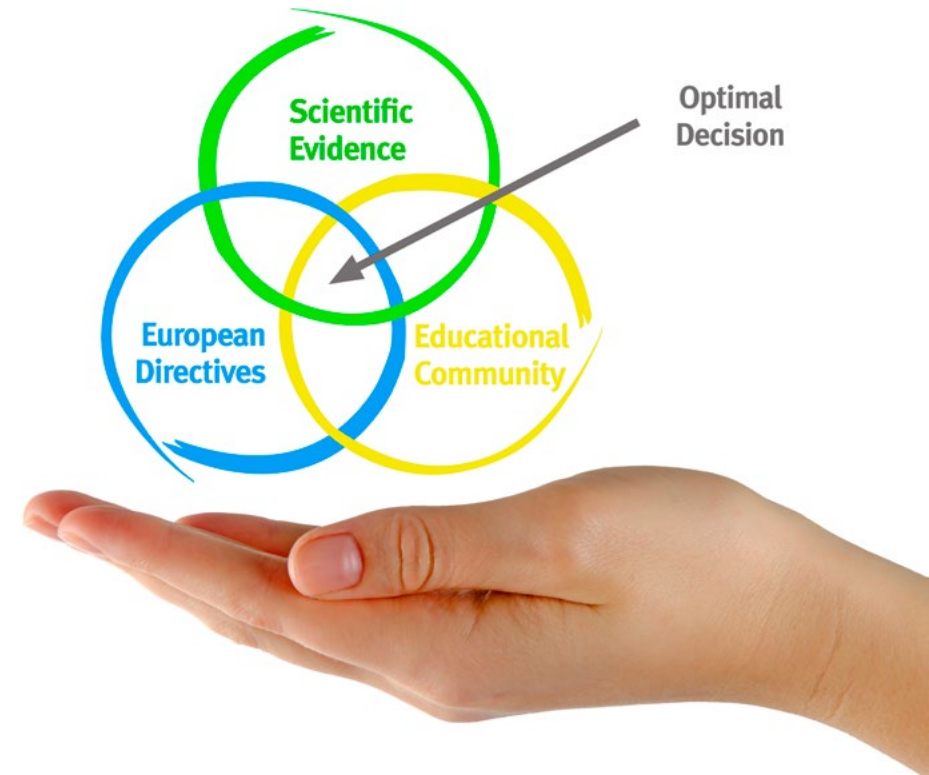 Scientific
Evidence
Optimal
Decision
European
Directives
Educational
Community